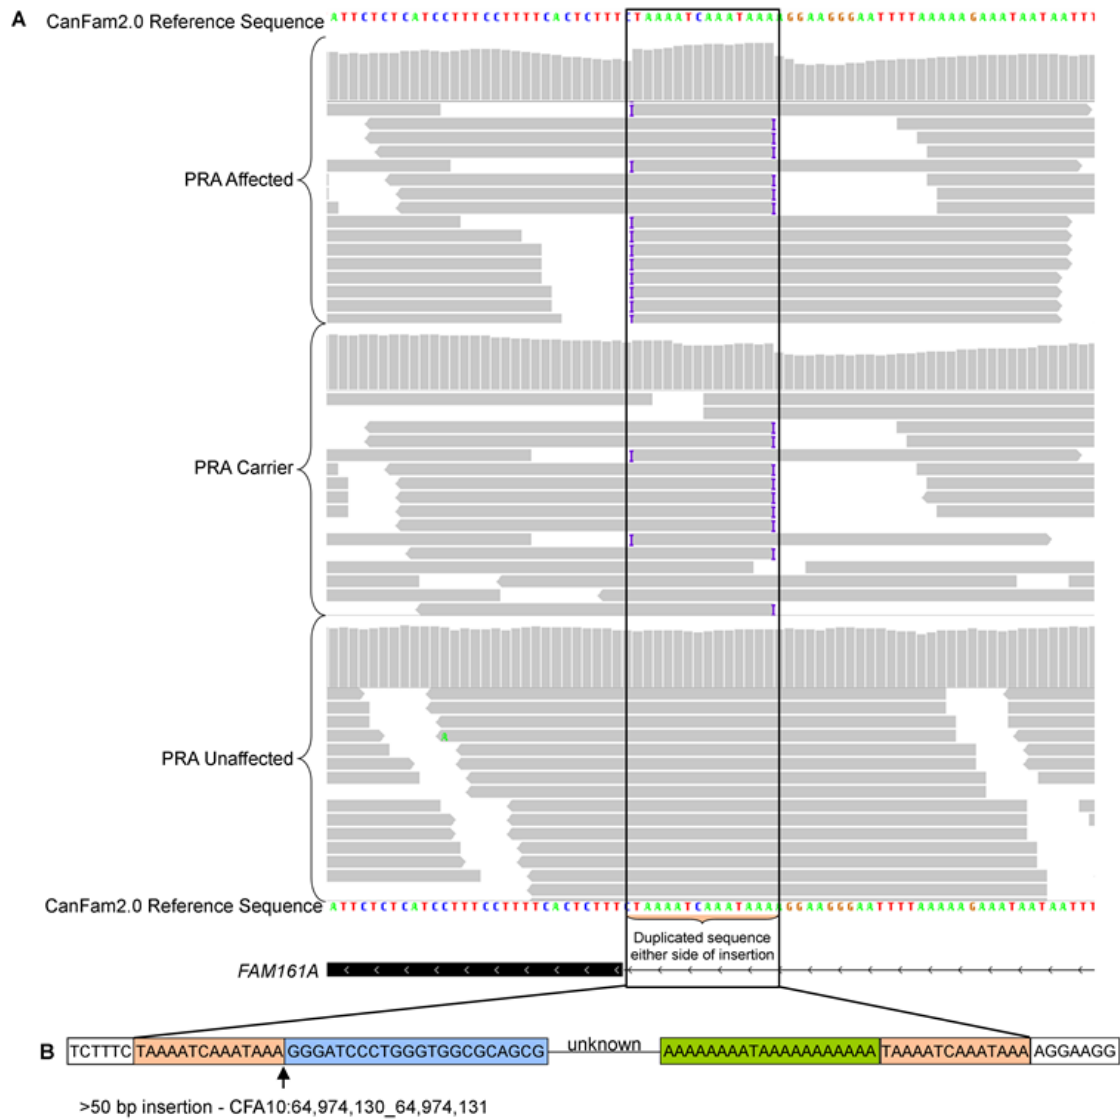 A
CanFam2.0 Reference Sequence ATTCTCTCATCCTTTCCTTTTCACTCTTTCTAAAATCAAATAAAAGGAAGGGAATTTTAAAAAGAAATAATAATTT
PRA Affected
PRA Carrier
PRA Unaffected
A
CanFam2.0 Reference Sequence ATTCTCTCATCCTTTCCTTTTCACTCTTTCTAAAATCAAATAAAAGGAAGGGAATTTTAAAAAGAAATAATAATTT
Duplicated sequence
either side of insertion
FAM161A
B TCTTTC TAAAATCAAATAAA GGGATCCCTGGGTGGCGCAGCG unknown AAAAAAAATAAAAAAAAAAA TAAAATCAAATAAA AGGAAGG
>50 bp insertion - CFA10:64,974,130_64,974,131